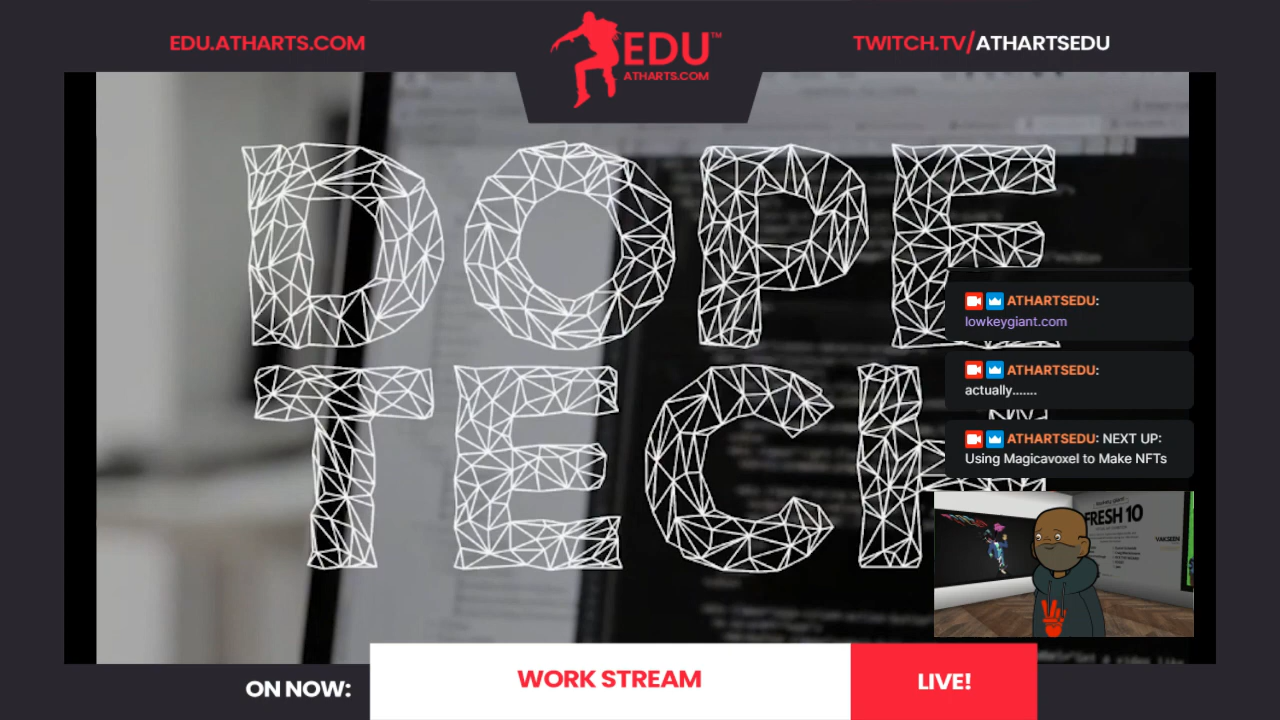 EDU.ATHARTS.COM
EDU™
ATHARTS.COM
TWITCH.TV/ATHARTSEDU
DOPE
TECH
ATHARTSEDU:
lowkeygiant.com
ATHARTSEDU:
actually.......
ATHARTSEDU: NEXT UP:
Using Magicavoxel to Make NFTs
FRESH 10
ON NOW:
WORK STREAM
LIVE!